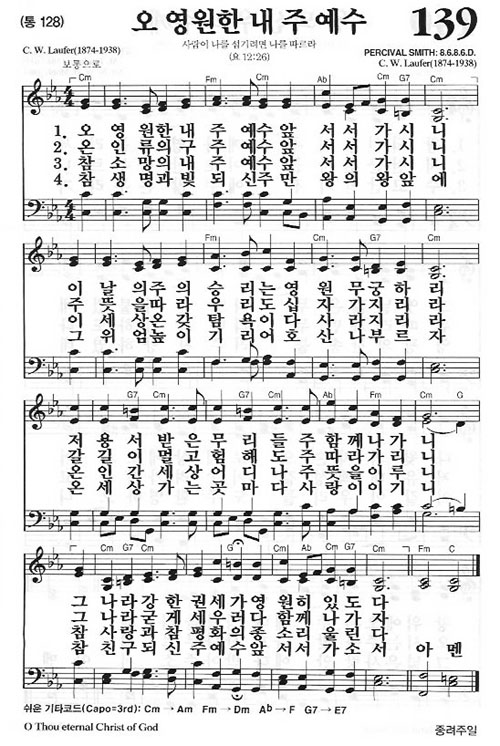 (통 128)
오 영원한 내 주 예수
139
사람이 나를 섬기려면 나를 따르라
(요 12:26)
C. W. Laufer(1874-1938)
보통으로
PERCIVAL SMITH: 8.6.8.6.D.
C. W. Laufer(1874-1938)
Cm Fm Cm Ab Cm G7 Cm
1. 오 영원한 내 주 예수 앞 서서 가시니
2. 온 인류의 구주 예수 앞 서서 가시니
3. 참 소망의 내 주 예수 앞 서서 가시니
4. 참 생명과 빛 되신 주 만 왕의 왕 앞에
Fm Cm G7 Cm
이 날의 주의 승리는 영원 무궁하리
주 뜻을 따라 우리도 십자가 지리라
이 세상 온갖 탐욕이 다 사라지리라
그 위엄 높이 기리어 호산나 부르자
G7 Cm G7 Cm Fm Cm G
저 용서 받은 무리들 주 함께 나가니
갈 길이 멀고 험해도 주 따라가리니
온 인간 세상 어디나 주 뜻을 이루니
온 세상 가는 곳마다 사랑이 이기니
Cm G7 Cm G7 Cm Ab Cm G7 Cm Fm C
그 나라 강한 권세가 영원히 있도다
그 나라 굳게 세우러 다 함께 나가자
참 사랑 참 평화의 종 울린다
참 친구 되신 소서 아멘
쉬운 기타코드(Capo=3rd): Cm → Am Fm → Dm Ab → F G7 → E7
O Thou eternal Christ of God
종려주일